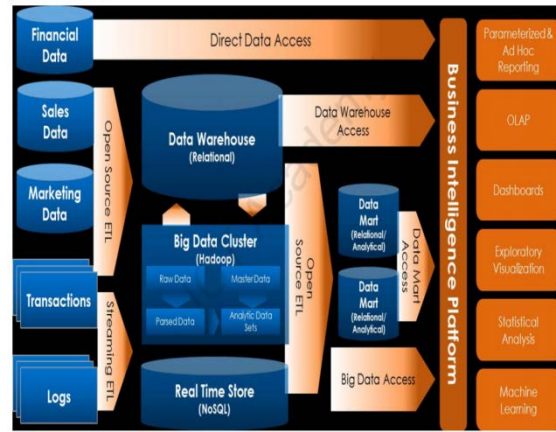 Financial
Data
Direct Data Access
Parameterized &
Ad Hoc
Reporting
Sales
Data
Open Source ETL
Data Warehouse
(Relational)
Data Warehouse
Access
OLAP
Marketing
Data
Business Intelligence Platform
Dashboards
Big Data Cluster
(Hadoop)
Raw Data
Master Data
Parsed Data
Analytic Data
Sets
Open
Source ETL
Data
Mart
(Relational/
Analytical)
Data
Mart
(Relational/
Analytical)
Data Mart
Access
Exploratory
Visualization
Transactions
Streaming ETL
Statistical
Analysis
Logs
Real Time Store
(NoSQL)
Big Data Access
Machine
Learning